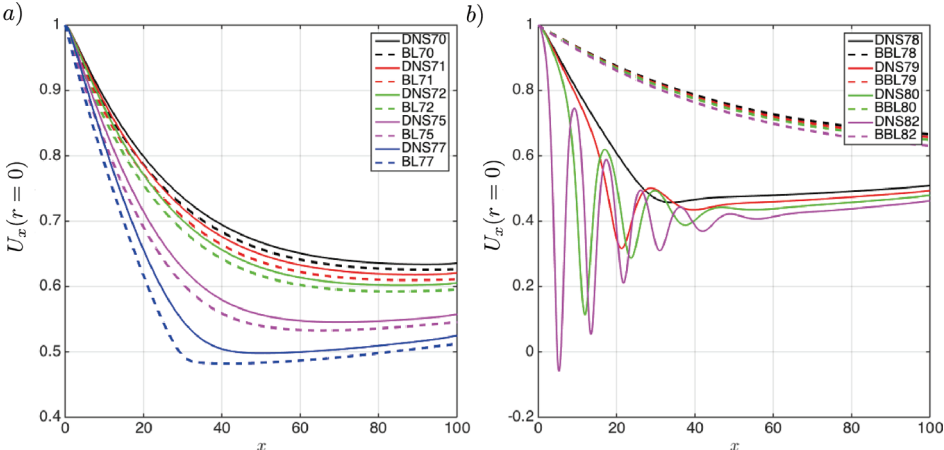 a)
1
0.9
0.8
0.7
0.6
0.5
0.4
0 20 40 60 80 100
x
U_x(r = 0)
DNS70
BL70
DNS71
BL71
DNS72
BL72
DNS75
BL75
DNS77
BL77
b)
1
0.8
0.6
0.4
0.2
0
-0.2
0 20 40 60 80 100
x
U_x(r = 0)
DNS78
BBL78
DNS79
BBL79
DNS80
BBL80
DNS82
BBL82